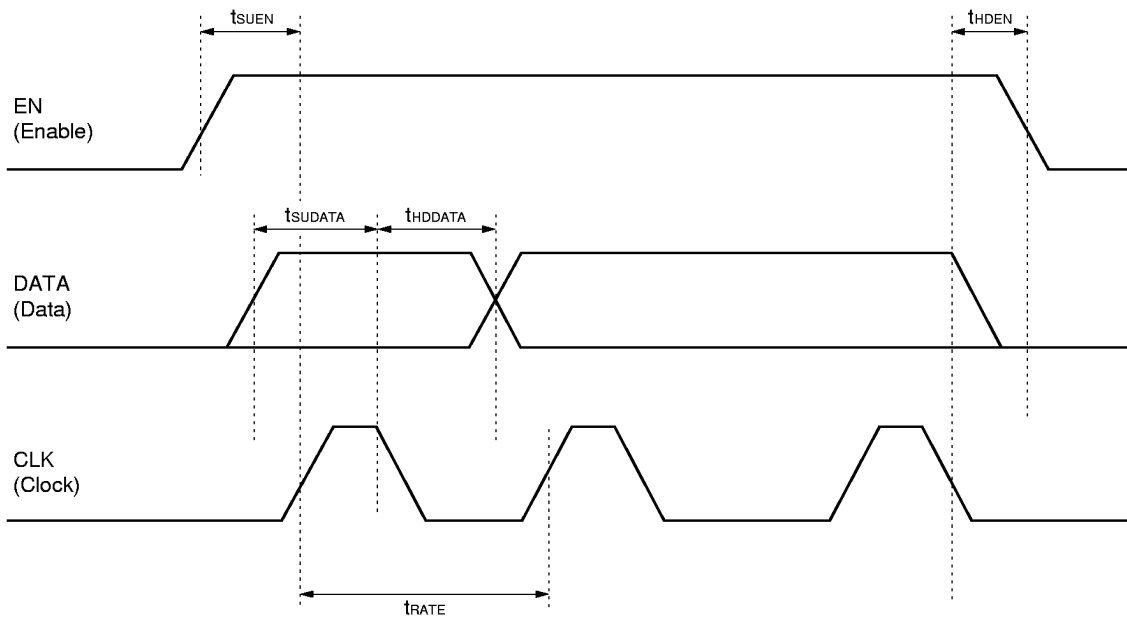 tSUEN
tHDEN
EN
(Enable)
tSUDATA
tHDDATA
DATA
(Data)
CLK
(Clock)
tRATE